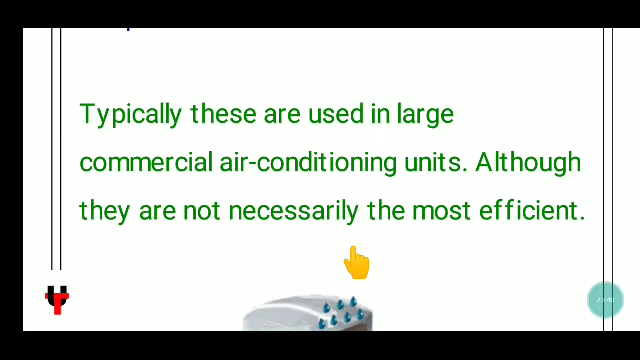 Typically these are used in large
commercial air-conditioning units. Although
they are not necessarily the most efficient.